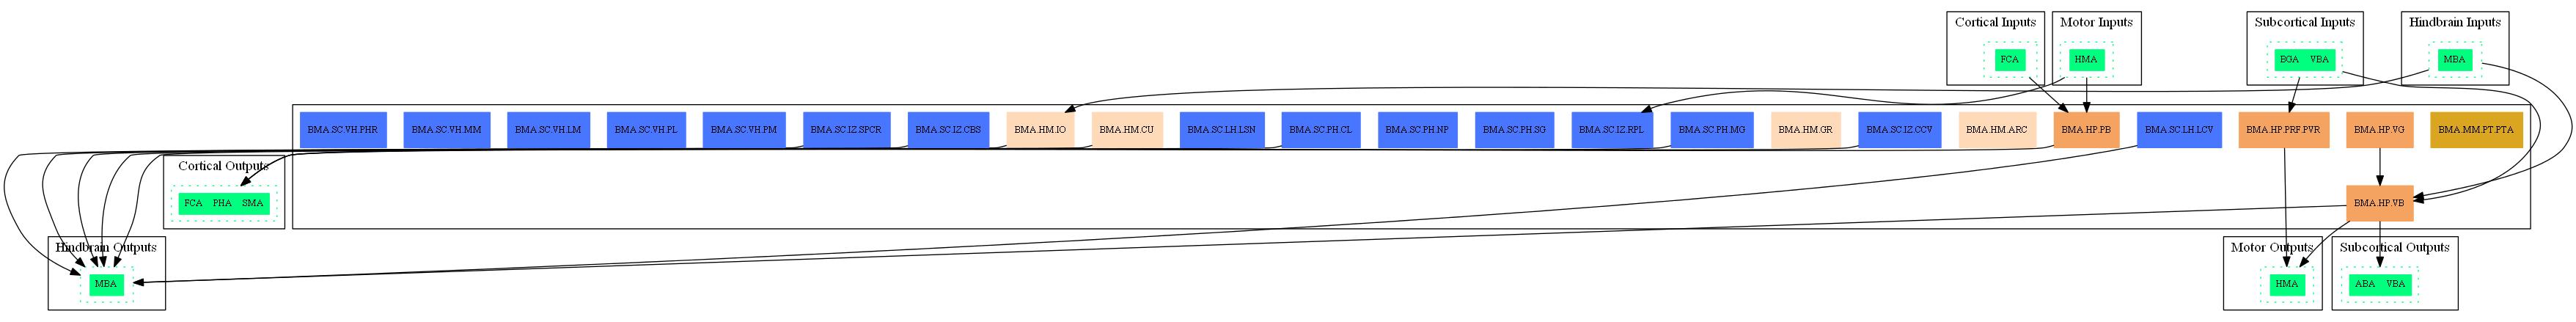 Cortical Inputs
Motor Inputs
Subcortical Inputs
Hindbrain Inputs
FCA
HMA
BGA VBA
MBA
BMA.SC.VH.PHR
BMA.SC.VH.MM
BMA.SC.VH.LM
BMA.SC.VH.PL
BMA.SC.VH.PM
BMA.SC.IZ.SPCR
BMA.SC.IZ.CBS
BMA.HM.IO
BMA.HM.CU
BMA.SC.LH.LSN
BMA.SC.PH.CL
BMA.SC.PH.NP
BMA.SC.PH.SG
BMA.SC.IZ.RPL
BMA.SC.PH.MG
BMA.HM.GR
BMA.SC.IZ.CCV
BMA.HM.ARC
BMA.HP.PB
BMA.SC.LH.LCV
BMA.HP.PRF.PVR
BMA.HP.VG
BMA.MM.PT.PTA
Cortical Outputs
FCA PHA SMA
BMA.HP.VB
Hindbrain Outputs
MBA
Motor Outputs
HMA
Subcortical Outputs
ABA VBA